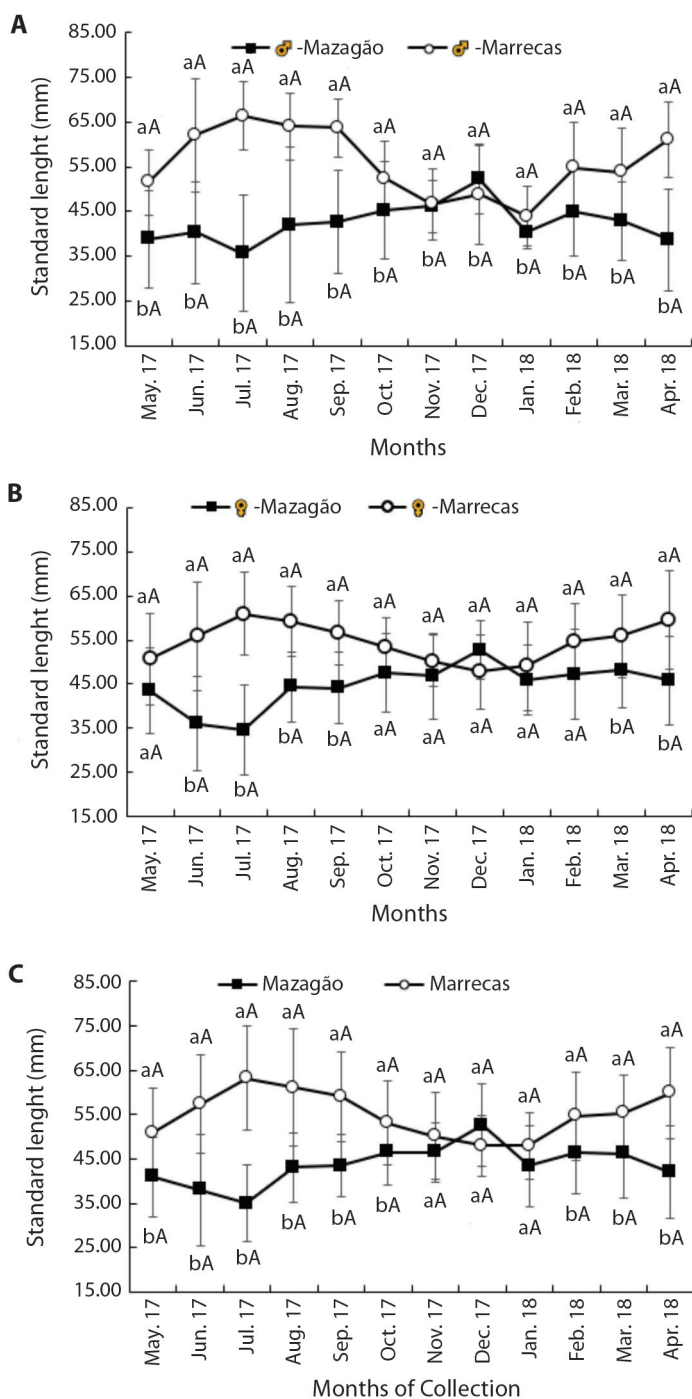 A
-Mazagão -Marrecas
85.00
75.00
65.00
55.00
45.00
35.00
25.00
15.00
Standard lenght (mm)
aA aA aA aA aA aA aA aA aA aA aA aA
bA bA bA bA bA bA bA bA bA bA bA bA
May. 17 Jun. 17 Jul. 17 Aug. 17 Sep. 17 Oct. 17 Nov. 17 Dec. 17 Jan. 18 Feb. 18 Mar. 18 Apr. 18
Months
B
-Mazagão -Marrecas
85.00
75.00
65.00
55.00
45.00
35.00
25.00
15.00
Standard lenght (mm)
aA aA aA aA aA aA aA aA aA aA aA aA
aA bA bA bA bA aA aA aA aA aA bA bA
May. 17 Jun. 17 Jul. 17 Aug. 17 Sep. 17 Oct. 17 Nov. 17 Dec. 17 Jan. 18 Feb. 18 Mar. 18 Apr. 18
Months
C
Mazagão Marrecas
85.00
75.00
65.00
55.00
45.00
35.00
25.00
15.00
Standard lenght (mm)
aA aA aA aA aA aA aA aA aA aA aA aA
bA bA bA bA bA bA aA aA aA bA bA bA
May. 17 Jun. 17 Jul. 17 Aug. 17 Sep. 17 Oct. 17 Nov. 17 Dec. 17 Jan. 18 Feb. 18 Mar. 18 Apr. 18
Months of Collection